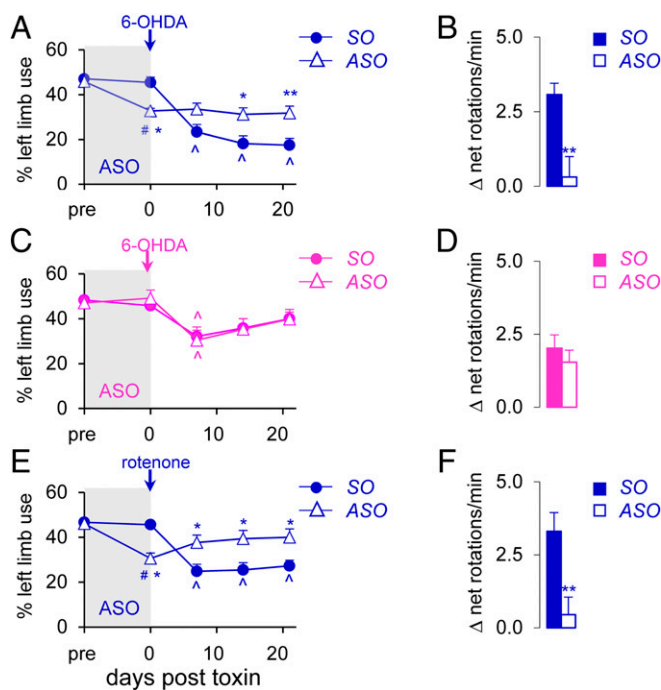 A
6-OHDA
SO
ASO
% left limb use
60
40
20
0
# *
^
^
^
*
**
ASO
pre
0
10
20
B
Δ net rotations/min
5.0
2.5
0.0
**
SO
ASO
C
6-OHDA
SO
ASO
% left limb use
60
40
20
0
^
^
ASO
pre
0
10
20
D
Δ net rotations/min
5.0
2.5
0.0
SO
ASO
E
rotenone
SO
ASO
% left limb use
60
40
20
0
# *
*
*
*
^
^
^
ASO
pre
0
10
20
days post toxin
F
Δ net rotations/min
5.0
2.5
0.0
**
SO
ASO